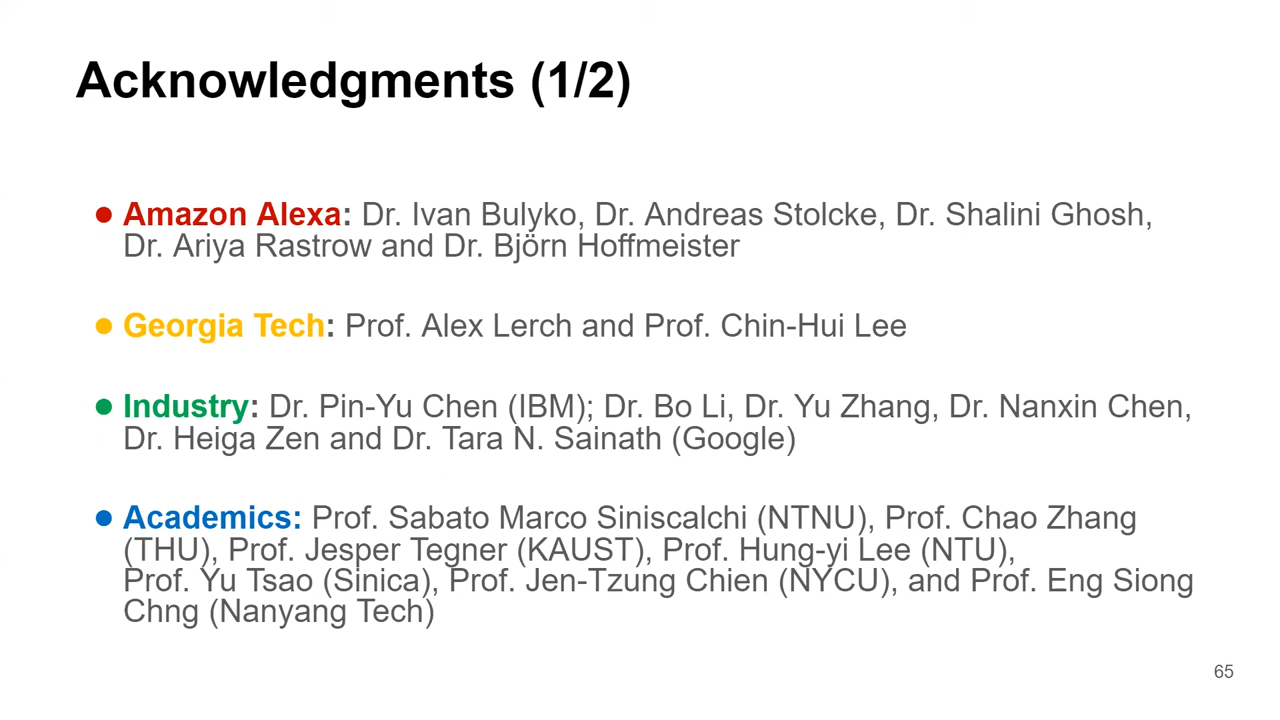 Acknowledgments (1/2)
● Amazon Alexa: Dr. Ivan Bulyko, Dr. Andreas Stolcke, Dr. Shalini Ghosh,
Dr. Ariya Rastrow and Dr. Björn Hoffmeister
● Georgia Tech: Prof. Alex Lerch and Prof. Chin-Hui Lee
● Industry: Dr. Pin-Yu Chen (IBM); Dr. Bo Li, Dr. Yu Zhang, Dr. Nanxin Chen,
Dr. Heiga Zen and Dr. Tara N. Sainath (Google)
● Academics: Prof. Sabato Marco Siniscalchi (NTNU), Prof. Chao Zhang
(THU), Prof. Jesper Tegner (KAUST), Prof. Hung-yi Lee (NTU),
Prof. Yu Tsao (Sinica), Prof. Jen-Tzung Chien (NYCU), and Prof. Eng Siong
Chng (Nanyang Tech)
65